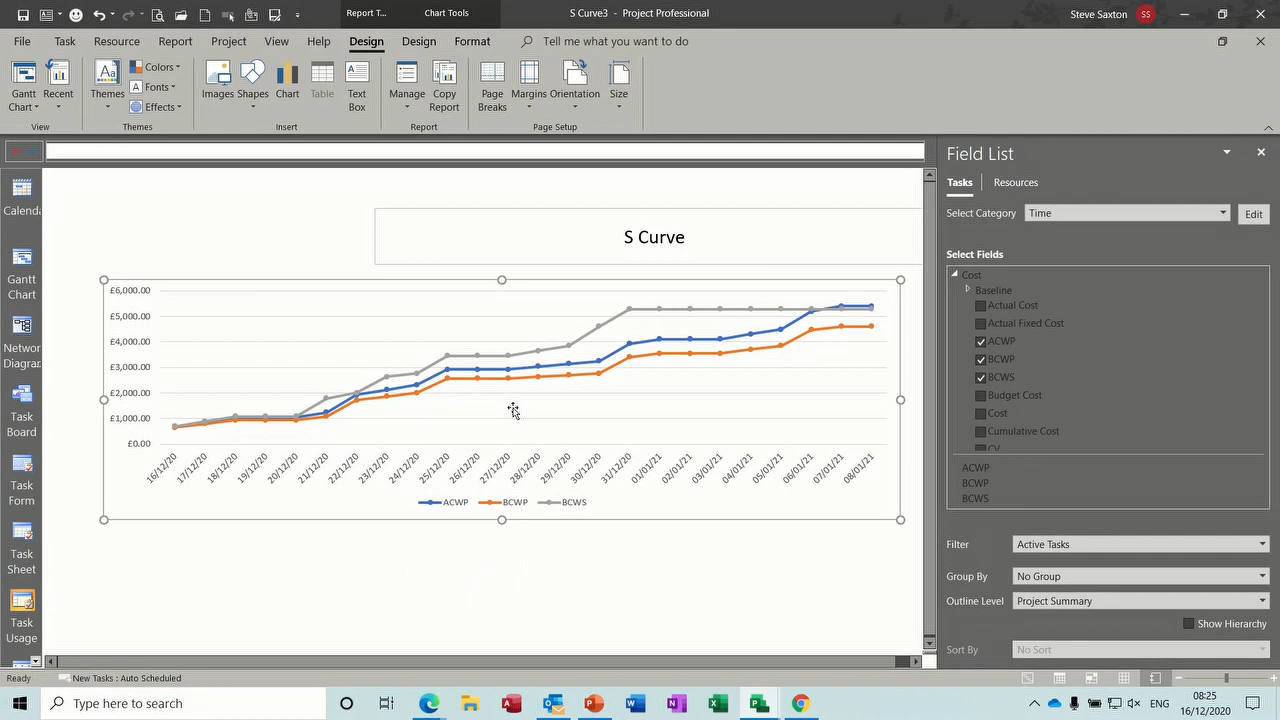 Report T... Chart Tools S Curve3 - Project Professional Steve Saxton SS
File Task Resource Report Project View Help Design Design Format Tell me what you want to do
Gantt Chart Recent
View
Themes Colors Fonts Effects
Themes
Images Shapes Chart Table Text Box
Insert
Manage Copy Report
Report
Page Breaks Margins Orientation Size
Page Setup
Calenda
Gantt Chart
Networ Diagra
Task Board
Task Form
Task Sheet
Task Usage
S Curve
£6,000.00
£5,000.00
£4,000.00
£3,000.00
£2,000.00
£1,000.00
£0.00
16/12/20 17/12/20 18/12/20 19/12/20 20/12/20 21/12/20 22/12/20 23/12/20 24/12/20 25/12/20 26/12/20 27/12/20 28/12/20 29/12/20 30/12/20 31/12/20 01/01/21 02/01/21 03/01/21 04/01/21 05/01/21 06/01/21 07/01/21 08/01/21
ACWP BCWP BCWS
Field List
Tasks Resources
Select Category Time Edit
Select Fields
Cost
Baseline
Actual Cost
Actual Fixed Cost
ACWP
BCWP
BCWS
Budget Cost
Cost
Cumulative Cost
CV
ACWP
BCWP
BCWS
Filter Active Tasks
Group By No Group
Outline Level Project Summary
Show Hierarchy
Sort By No Sort
Ready New Tasks : Auto Scheduled
Type here to search
08:25
16/12/2020